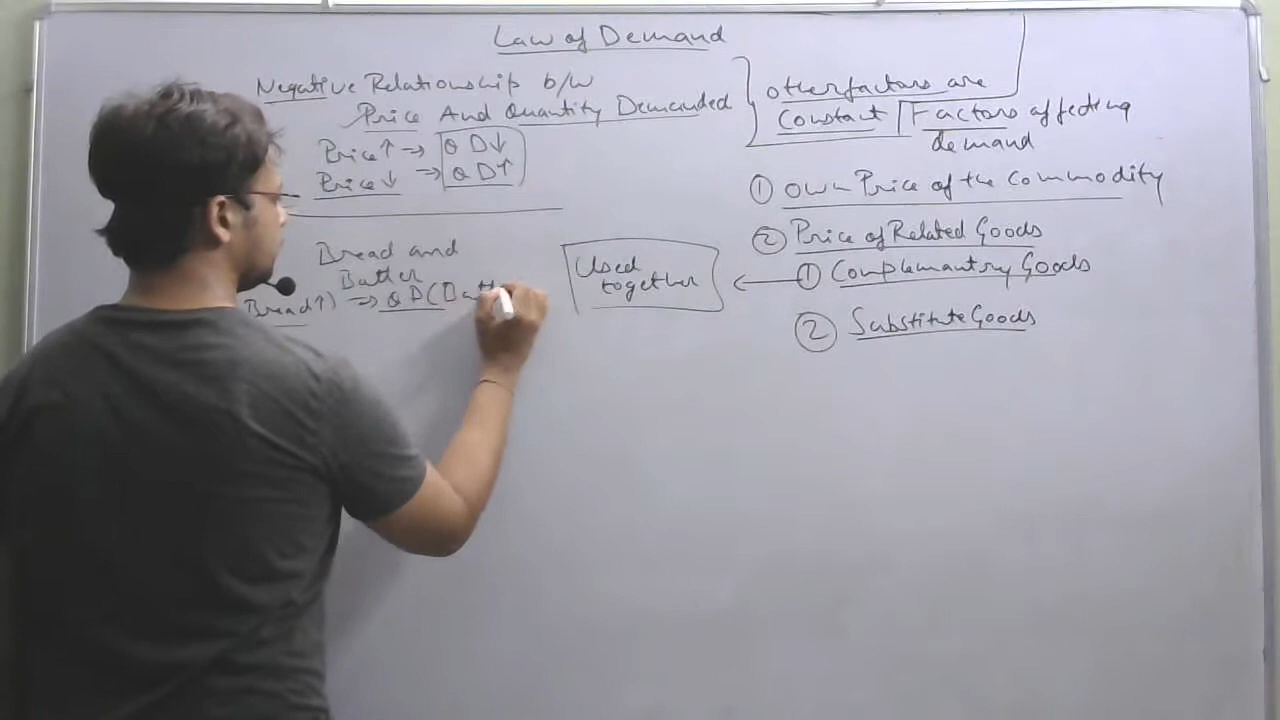 Law of Demand
Negative Relationship b/w
Price And Quantity Demanded
Price ↑ → Q D↓
Price ↓ → Q D↑
other factors are
constant
Factors affecting
demand
① own Price of the Commodity
② Price of Related Goods
① Complemantry Goods
② Substitute Goods
Used
together
Bread and
Butter
Bread ↑) ⇒ Q D (Butt